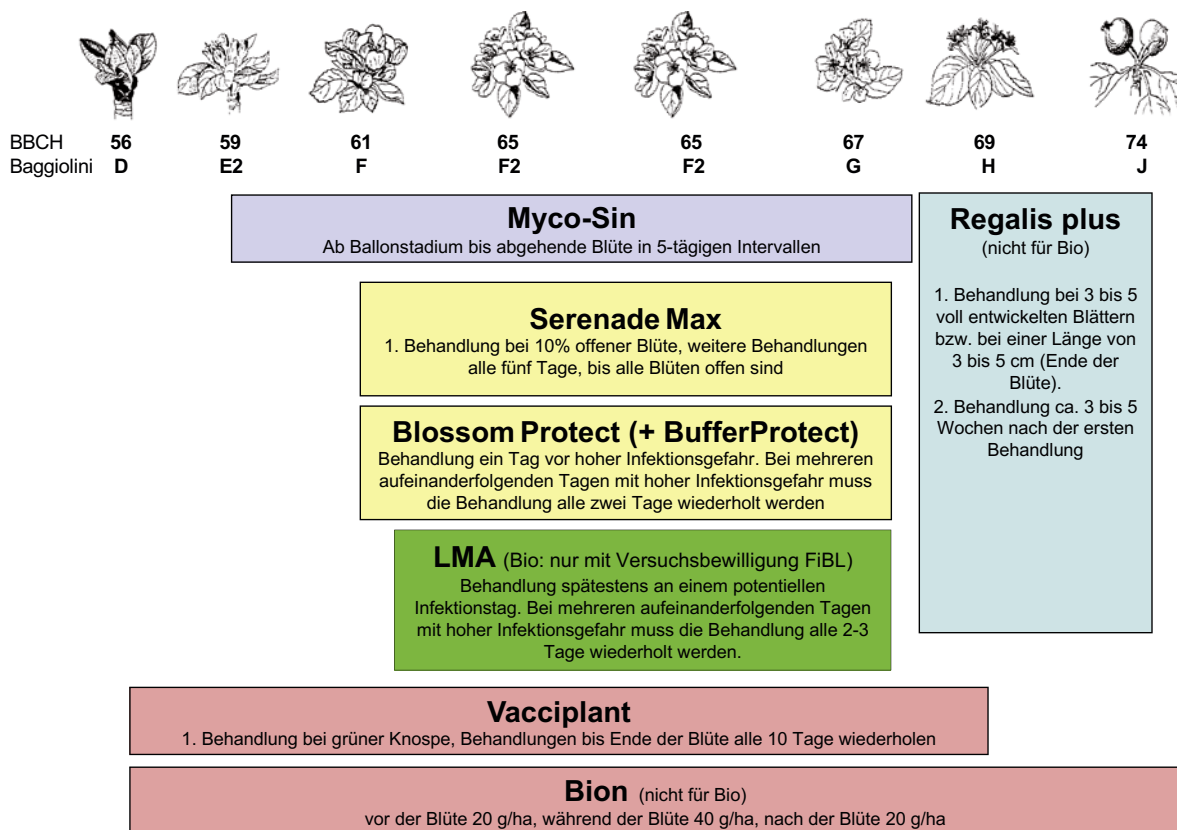 BBCH 56 59 61 65 65 67 69 74
Baggiolini D E2 F F2 F2 G H J
Myco-Sin
Ab Ballonstadium bis abgehende Blüte in 5-tägigen Intervallen
Regalis plus
(nicht für Bio)
1. Behandlung bei 3 bis 5
voll entwickelten Blättern
bzw. bei einer Länge von
3 bis 5 cm (Ende der
Blüte).
2. Behandlung ca. 3 bis 5
Wochen nach der ersten
Behandlung
Serenade Max
1. Behandlung bei 10% offener Blüte, weitere Behandlungen
alle fünf Tage, bis alle Blüten offen sind
Blossom Protect (+ BufferProtect)
Behandlung ein Tag vor hoher Infektionsgefahr. Bei mehreren
aufeinanderfolgenden Tagen mit hoher Infektionsgefahr muss
die Behandlung alle zwei Tage wiederholt werden
LMA (Bio: nur mit Versuchsbewilligung FiBL)
Behandlung spätestens an einem potentiellen
Infektionstag. Bei mehreren aufeinanderfolgenden Tagen
mit hoher Infektionsgefahr muss die Behandlung alle 2-3
Tage wiederholt werden.
Vacciplant
1. Behandlung bei grüner Knospe, Behandlungen bis Ende der Blüte alle 10 Tage wiederholen
Bion (nicht für Bio)
vor der Blüte 20 g/ha, während der Blüte 40 g/ha, nach der Blüte 20 g/ha